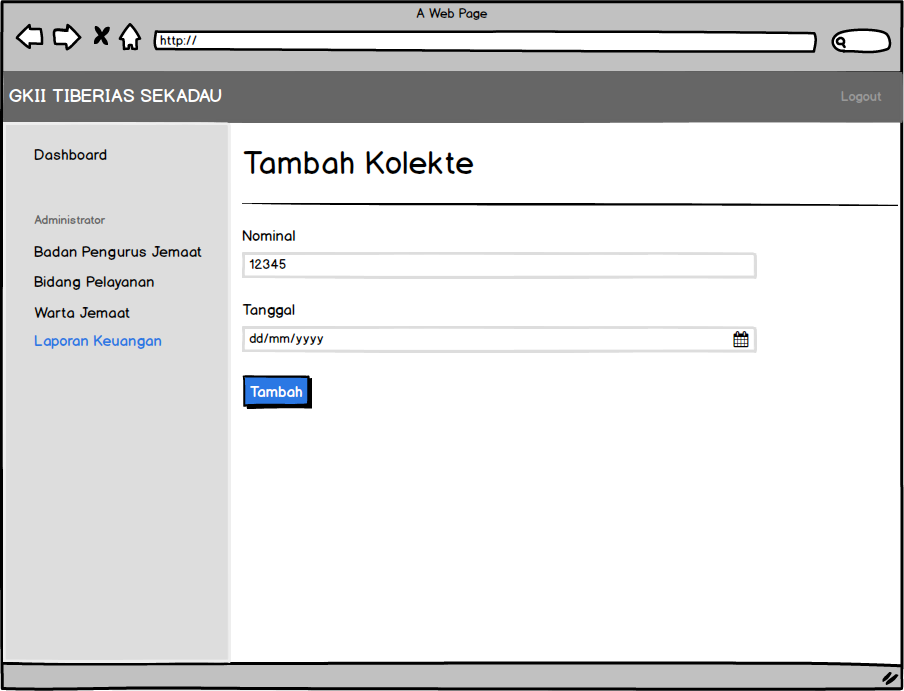 A Web Page
http://
GKII TIBERIAS SEKADAU
Logout
Dashboard
Administrator
Badan Pengurus Jemaat
Bidang Pelayanan
Warta Jemaat
Laporan Keuangan
Tambah Kolekte
Nominal
12345
Tanggal
dd/mm/yyyy
Tambah